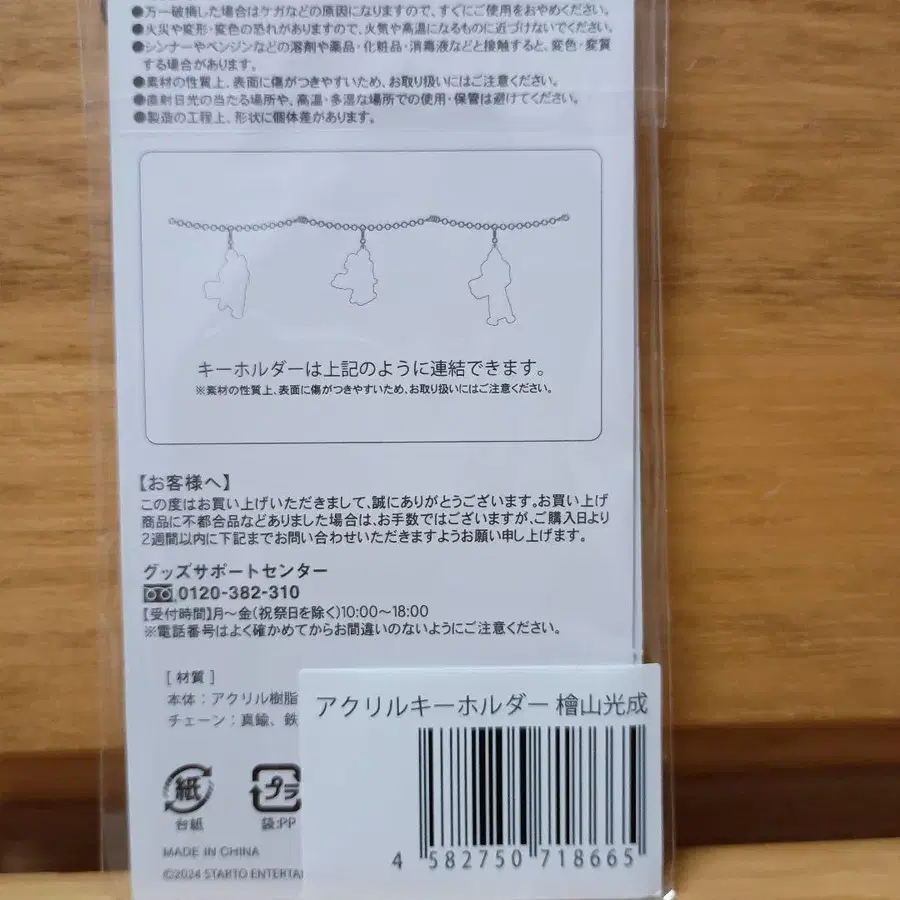 ●万一破損した場合はケガなどの原因になりますので、すぐにご使用をおやめください。
●火災や変形・変色の恐れがありますので、火気や高温になるものに近づけないでください。
●シンナーやベンジンなどの溶剤や薬品・化粧品・消毒液などと接触すると、変色・変質
する場合があります。
●素材の性質上、表面に傷がつきやすいため、お取り扱いにはご注意ください。
●直射日光の当たる場所や、高温・多湿な場所での使用・保管は避けてください。
●製造の工程上、形状に個体差があります。
キーホルダーは上記のように連結できます。
※素材の性質上、表面に傷がつきやすいため、お取り扱いにはご注意ください。
【お客様へ】
この度はお買い上げいただきまして、誠にありがとうございます。お買い上げ
商品に不都合品などありました場合は、お手数ではございますが、ご購入日より
2週間以内に下記までお問い合わせいただきますようお願い申し上げます。
グッズサポートセンター
0120-382-310
【受付時間】月～金(祝祭日を除く)10:00～18:00
※電話番号はよく確かめてからお間違いのないようにご注意ください。
[ 材質 ]
本体：アクリル樹脂
チェーン：真鍮、鉄
アクリルキーホルダー 檜山光成
紙
台紙
プラ
袋:PP
4 582750 718665
MADE IN CHINA
©2024 STARTO ENTERTAI